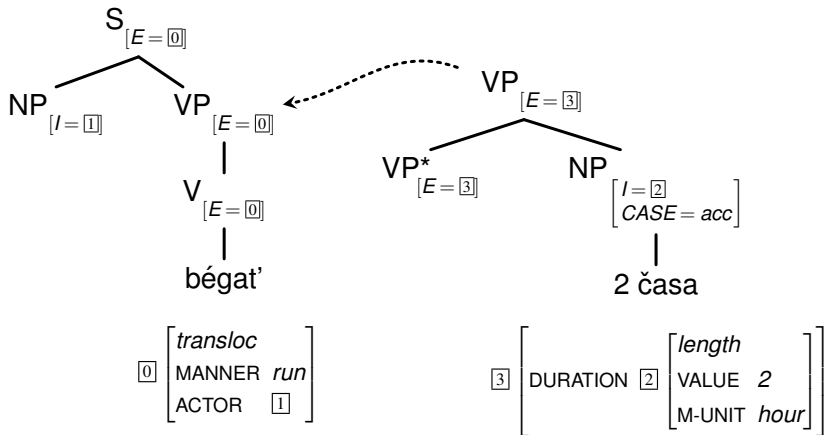 S[E=0]
NP[I=1] VP[E=0]
V[E=0]
bégat'
VP[E=3]
VP*[E=3] NP[I=2
CASE=acc]
2 časa
0 [transloc
MANNER run
ACTOR 1]
3 [DURATION 2 [length
VALUE 2
M-UNIT hour]]